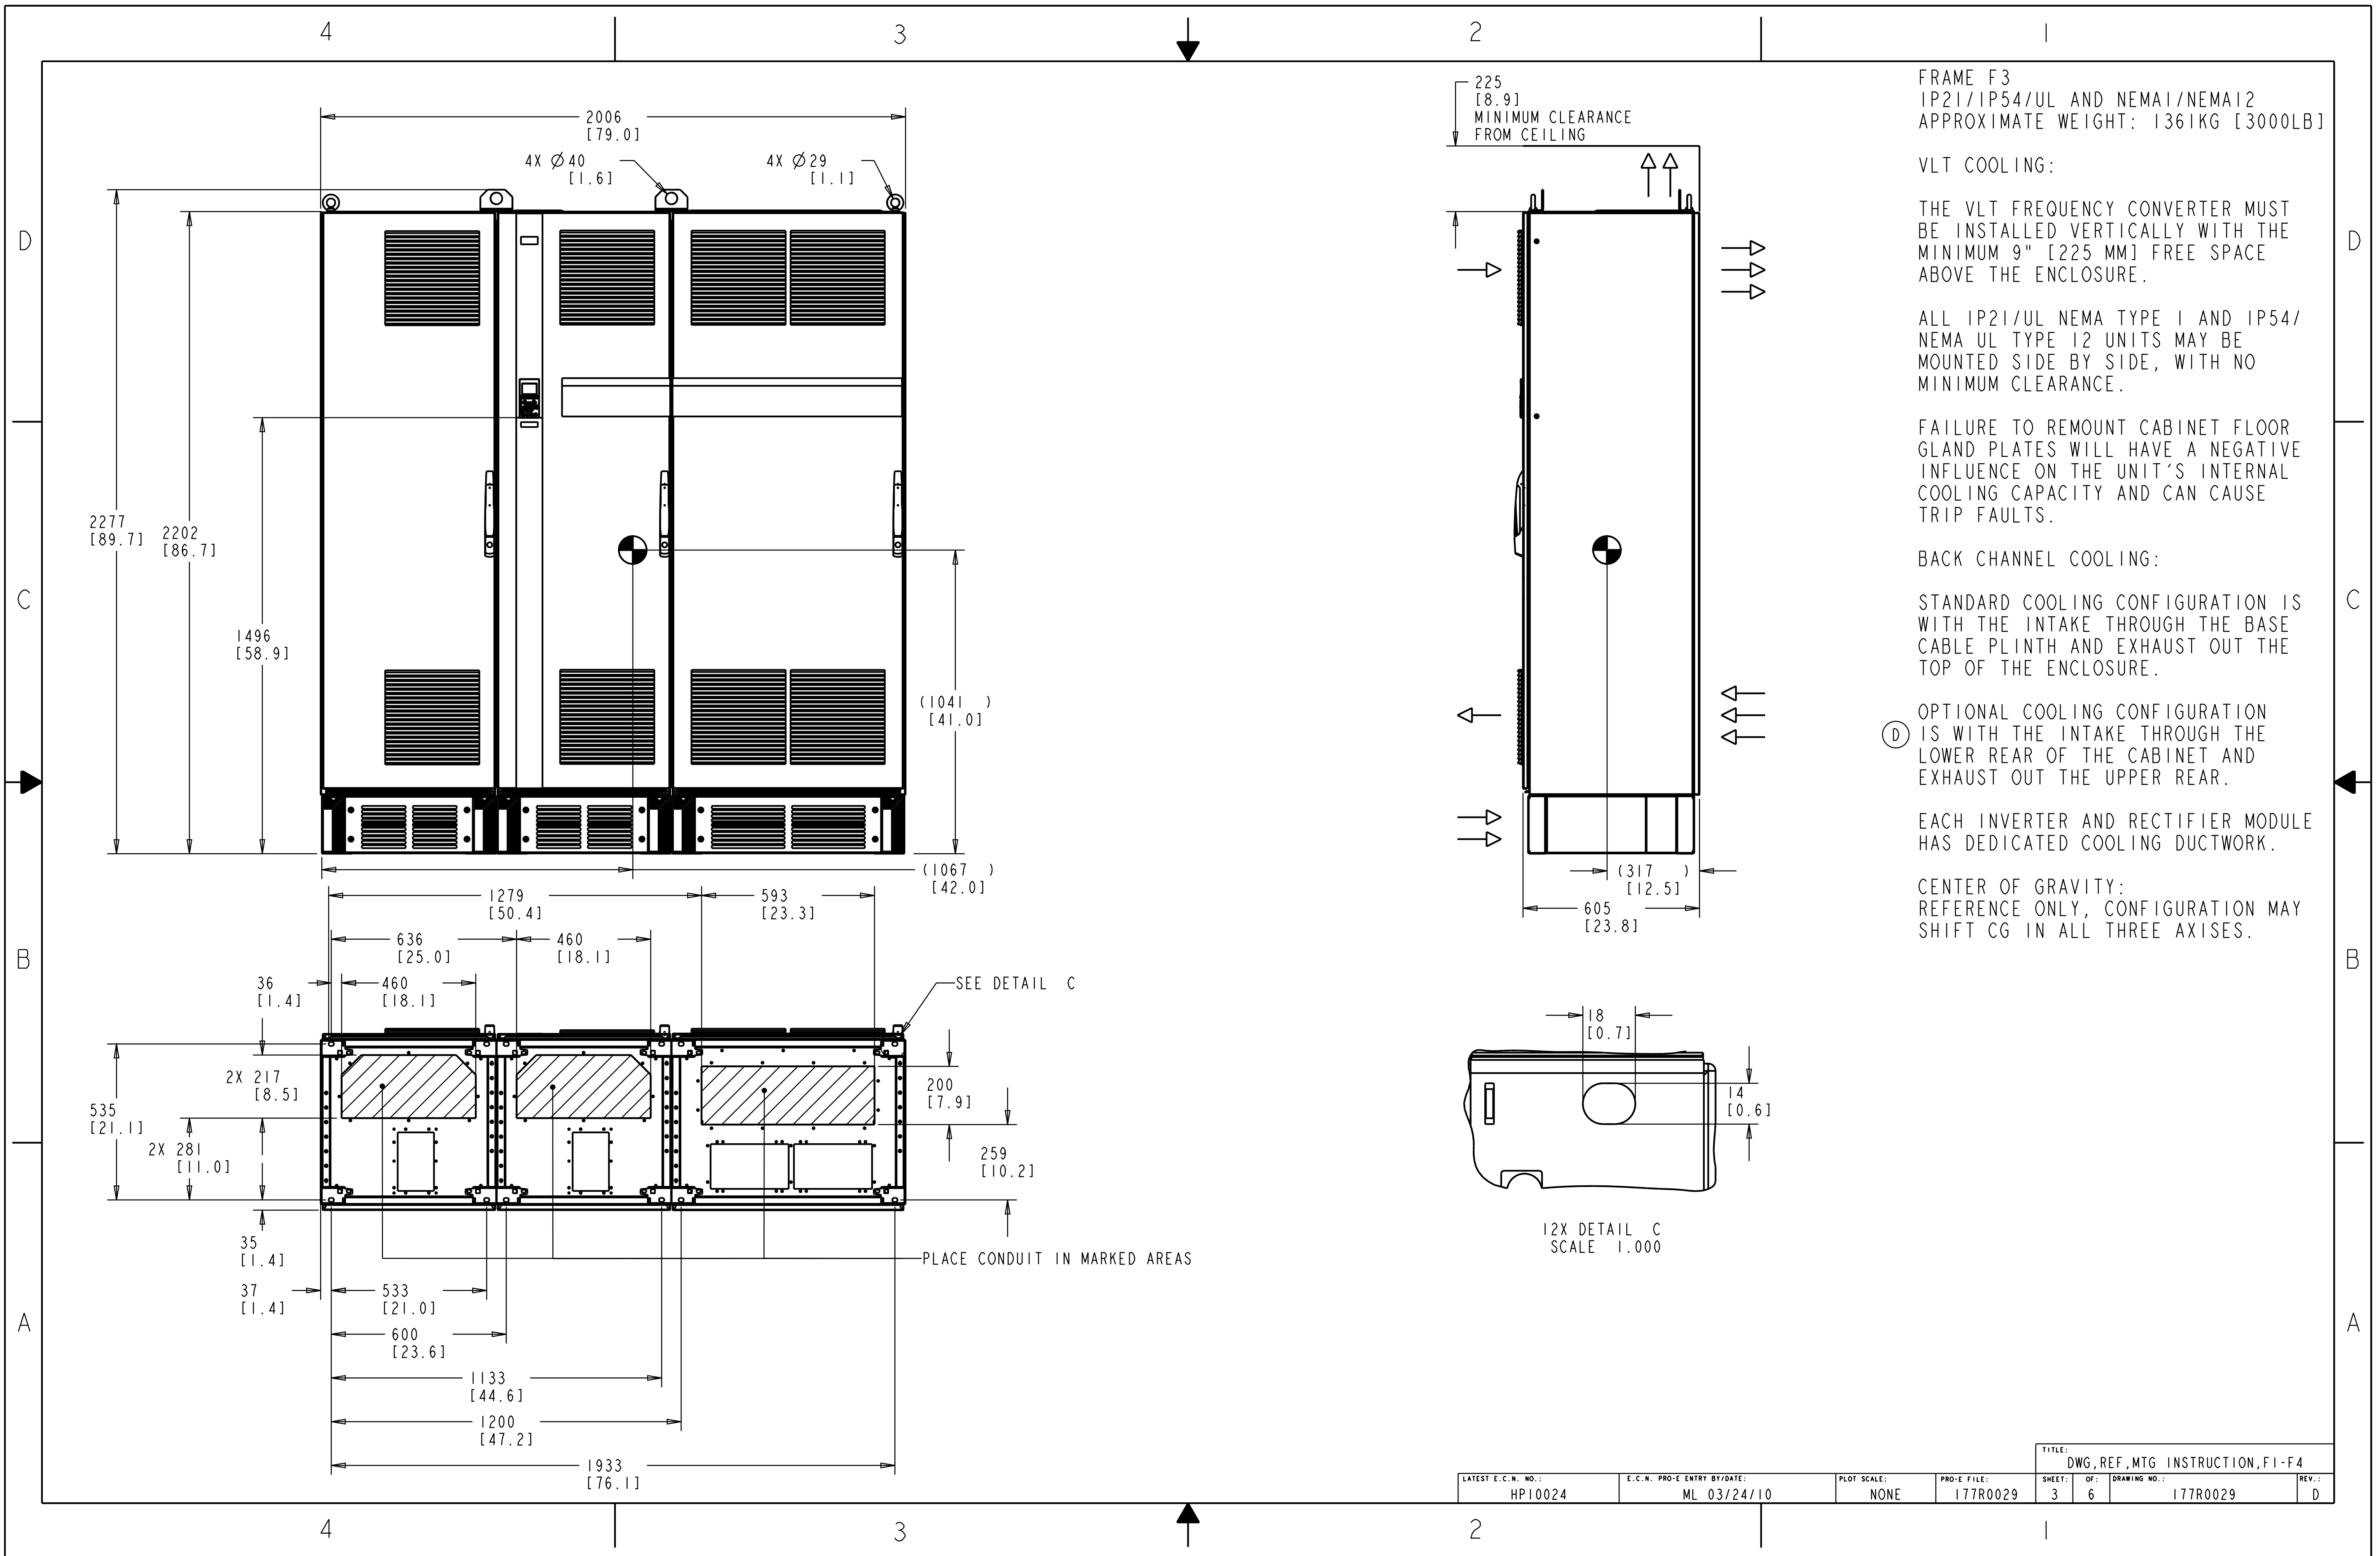 4
3
2
1
D
D
C
C
B
B
A
A
4
3
2
1
2006
[79.0]
4X Ø 40
[1.6]
4X Ø 29
[1.1]
2277
[89.7]
2202
[86.7]
1496
[58.9]
(1041 )
[41.0]
(1067 )
[42.0]
1279
[50.4]
593
[23.3]
636
[25.0]
460
[18.1]
36
[1.4]
460
[18.1]
SEE DETAIL C
2X 217
[8.5]
535
[21.1]
2X 281
[11.0]
200
[7.9]
259
[10.2]
35
[1.4]
PLACE CONDUIT IN MARKED AREAS
37
[1.4]
533
[21.0]
600
[23.6]
1133
[44.6]
1200
[47.2]
1933
[76.1]
225
[8.9]
MINIMUM CLEARANCE
FROM CEILING
(317 )
[12.5]
605
[23.8]
18
[0.7]
14
[0.6]
12X DETAIL C
SCALE 1.000
FRAME F3
IP21/IP54/UL AND NEMA1/NEMA12
APPROXIMATE WEIGHT: 1361KG [3000LB]
VLT COOLING:
THE VLT FREQUENCY CONVERTER MUST
BE INSTALLED VERTICALLY WITH THE
MINIMUM 9" [225 MM] FREE SPACE
ABOVE THE ENCLOSURE.
ALL IP21/UL NEMA TYPE 1 AND IP54/
NEMA UL TYPE 12 UNITS MAY BE
MOUNTED SIDE BY SIDE, WITH NO
MINIMUM CLEARANCE.
FAILURE TO REMOUNT CABINET FLOOR
GLAND PLATES WILL HAVE A NEGATIVE
INFLUENCE ON THE UNIT'S INTERNAL
COOLING CAPACITY AND CAN CAUSE
TRIP FAULTS.
BACK CHANNEL COOLING:
STANDARD COOLING CONFIGURATION IS
WITH THE INTAKE THROUGH THE BASE
CABLE PLINTH AND EXHAUST OUT THE
TOP OF THE ENCLOSURE.
OPTIONAL COOLING CONFIGURATION
D IS WITH THE INTAKE THROUGH THE
LOWER REAR OF THE CABINET AND
EXHAUST OUT THE UPPER REAR.
EACH INVERTER AND RECTIFIER MODULE
HAS DEDICATED COOLING DUCTWORK.
CENTER OF GRAVITY:
REFERENCE ONLY, CONFIGURATION MAY
SHIFT CG IN ALL THREE AXISES.
TITLE:
DWG,REF,MTG INSTRUCTION,F1-F4
LATEST E.C.N. NO.: E.C.N. PRO-E ENTRY BY/DATE: PLOT SCALE: PRO-E FILE: SHEET: OF: DRAWING NO.: REV.:
HP10024 ML 03/24/10 NONE 177R0029 3 6 177R0029 D